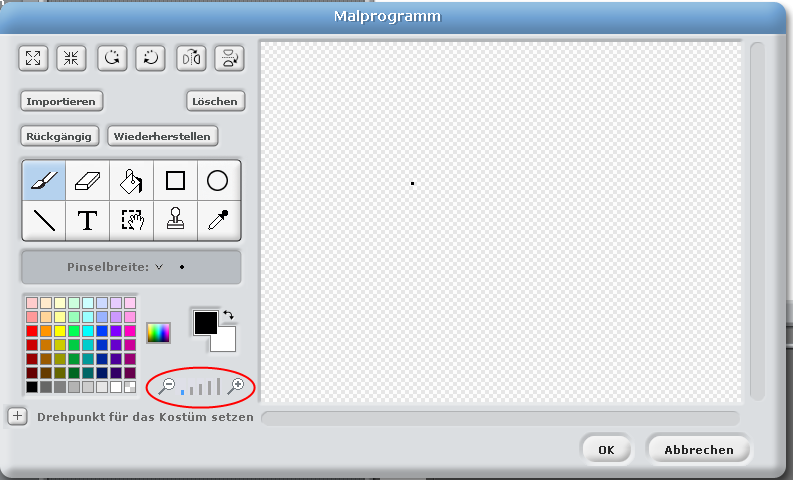 Malprogramm
Importieren
Löschen
Rückgängig
Wiederherstellen
T
Pinselbreite:
Drehpunkt für das Kostüm setzen
OK
Abbrechen